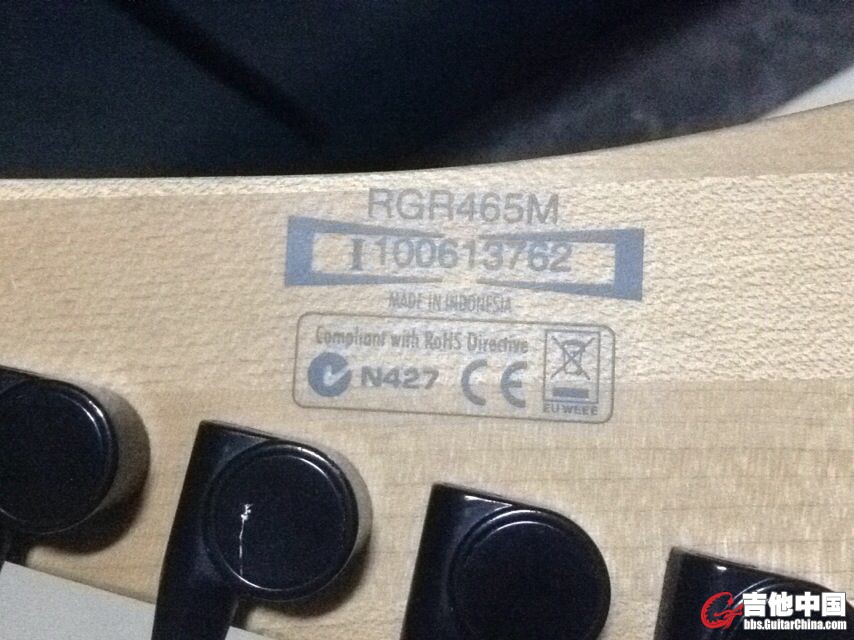 RGR465M
I100613762
MADE IN INDONESIA
Compliant with RoHS Directive
N427 CE
EU WEEE
吉他中国
bbs.GuitarChina.com